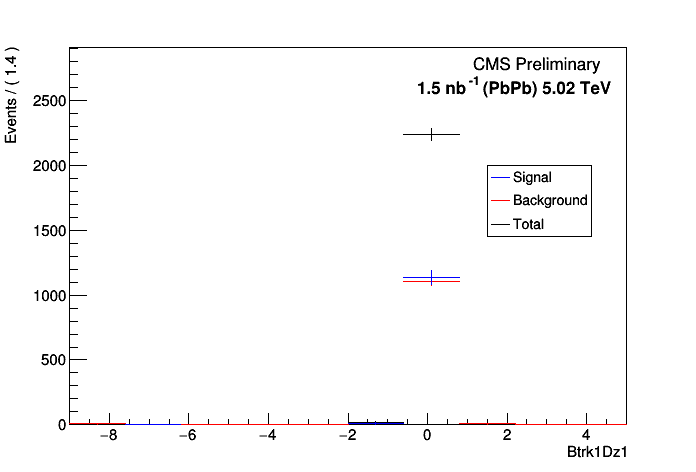 Events / ( 1.4 )
CMS Preliminary
1.5 nb⁻¹ (PbPb) 5.02 TeV
2500
2000
1500
1000
500
0
Signal
Background
Total
−8 −6 −4 −2 0 2 4
Btrk1Dz1